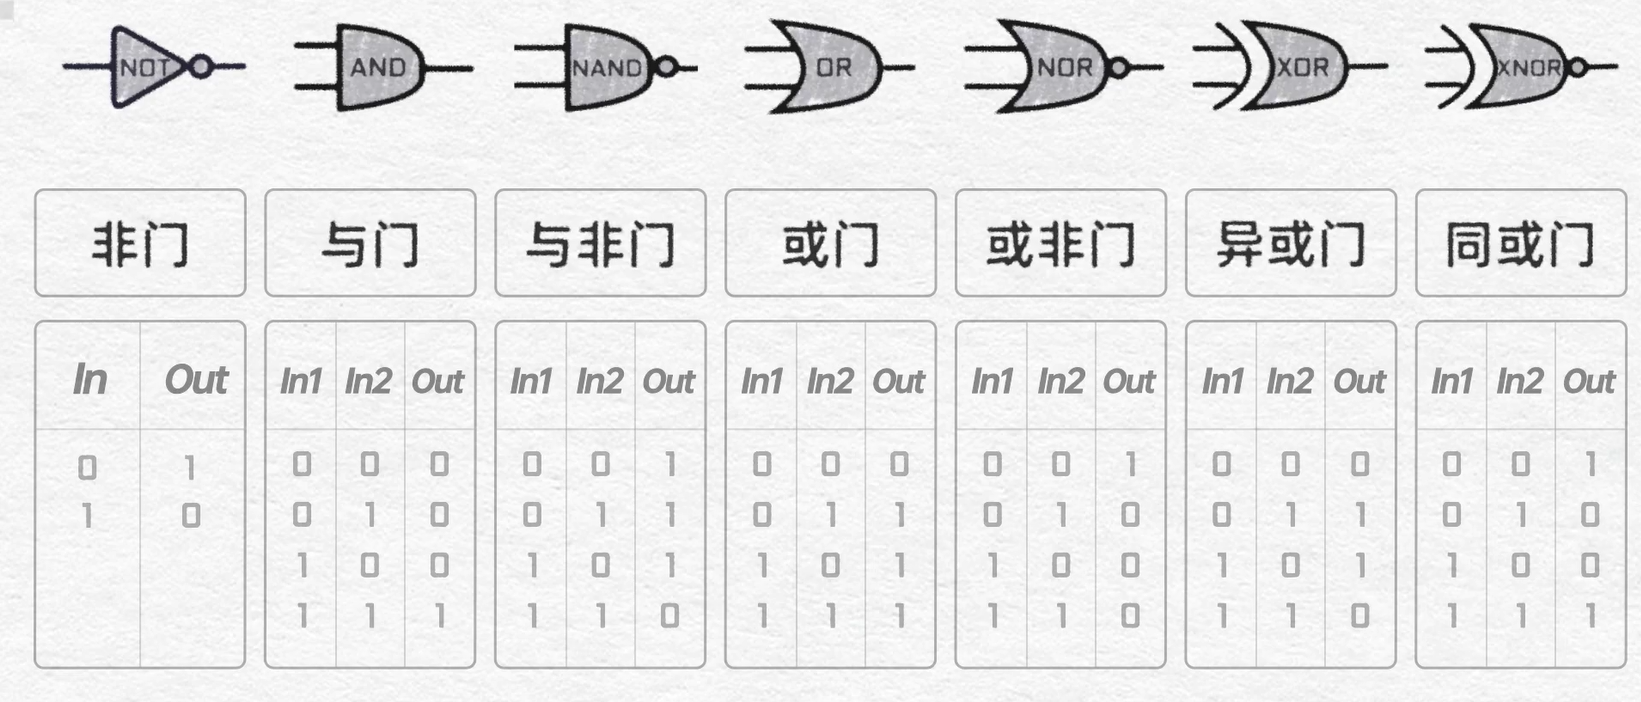 NOT AND NAND OR NOR XOR XNOR
非门 与门 与非门 或门 或非门 异或门 同或门
In Out In1 In2 Out In1 In2 Out In1 In2 Out In1 In2 Out In1 In2 Out In1 In2 Out
0 1 0 0 0 0 0 1 0 0 0 0 0 1 0 0 0 0 0 1
1 0 0 1 0 0 1 1 0 1 1 0 1 0 0 1 1 0 1 0
1 0 0 1 0 1 1 0 1 1 0 0 1 0 1 1 0 0
1 1 1 1 1 0 1 1 1 1 1 0 1 1 0 1 1 1